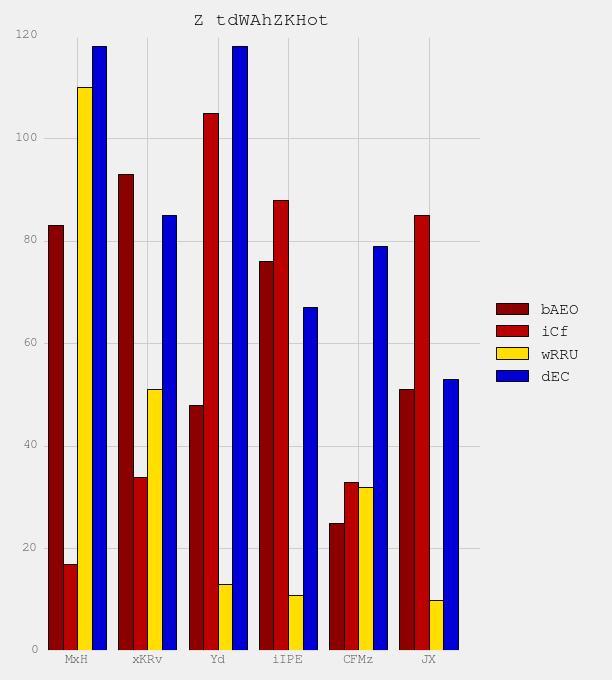 Z tdWAhZKHot
120
100
80
60
40
20
0
MxH xKRv Yd iIPE CFMz JX
bAEO
iCf
wRRU
dEC